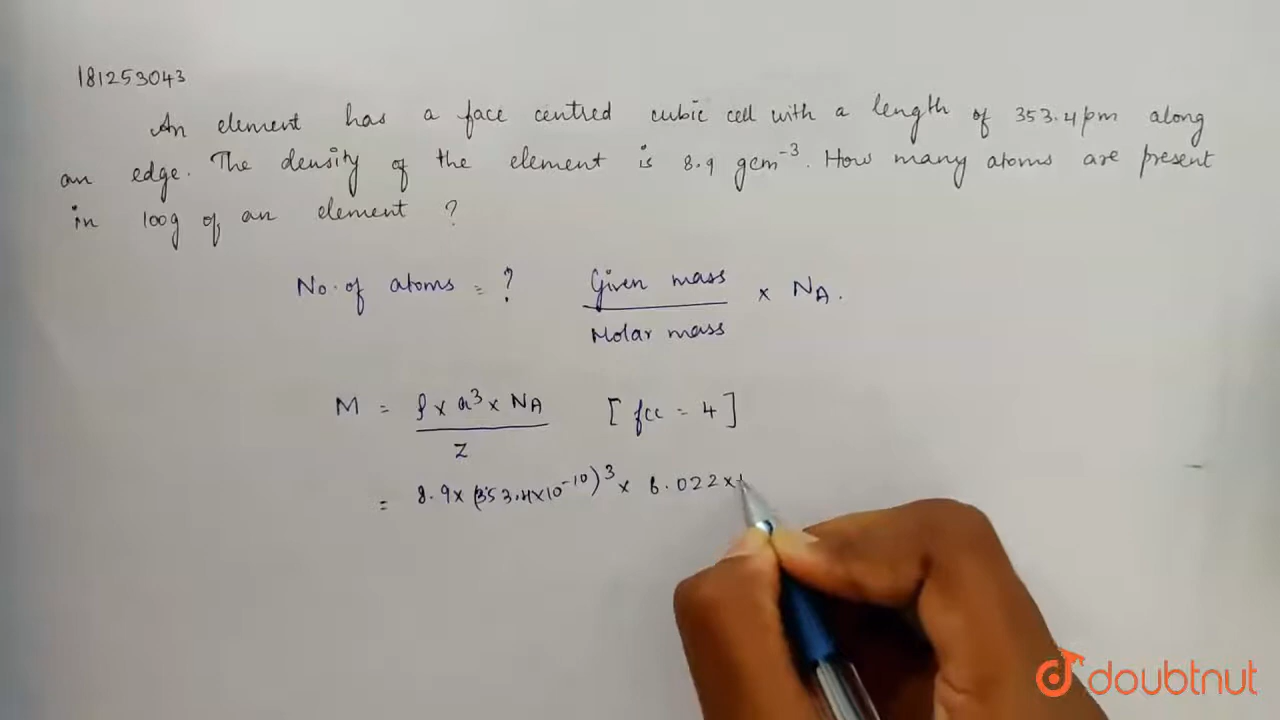 181253043
An element has a face centred cubic cell with a length of 353.4 pm along
an edge. The density of the element is 8.9 gcm⁻³. How many atoms are present
in 100g of an element ?
No. of atoms = ? Given mass / Molar mass × NA.
M = ρ × a³ × NA / Z [fcc = 4]
= 8.9 × (353.4×10⁻¹⁰)³ × 6.022×
doubtnut